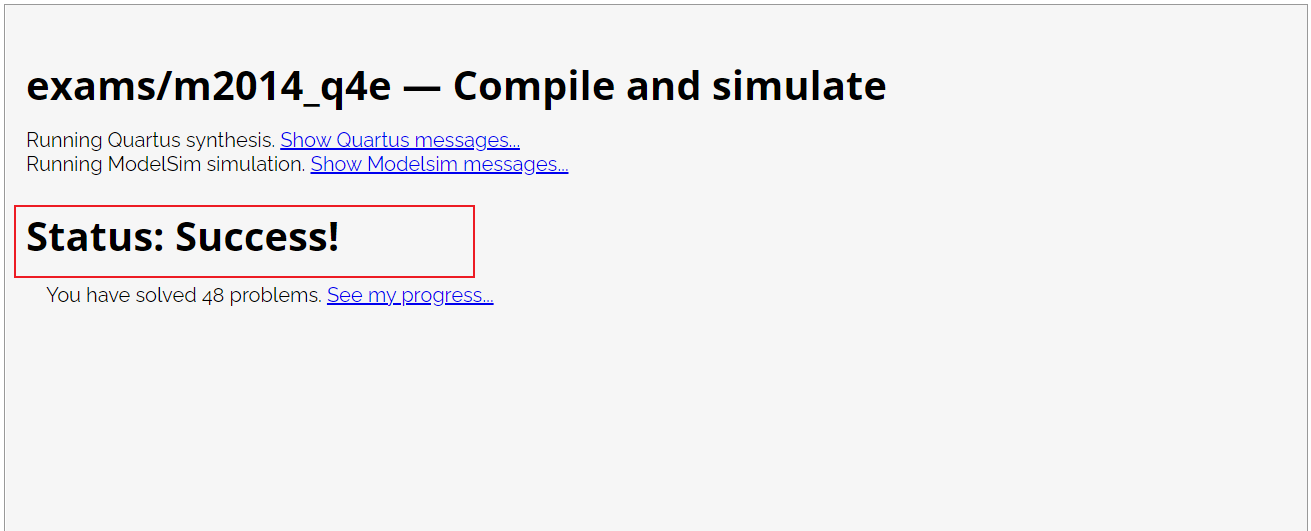 exams/m2014_q4e — Compile and simulate
Running Quartus synthesis. Show Quartus messages...
Running ModelSim simulation. Show Modelsim messages...
Status: Success!
You have solved 48 problems. See my progress...